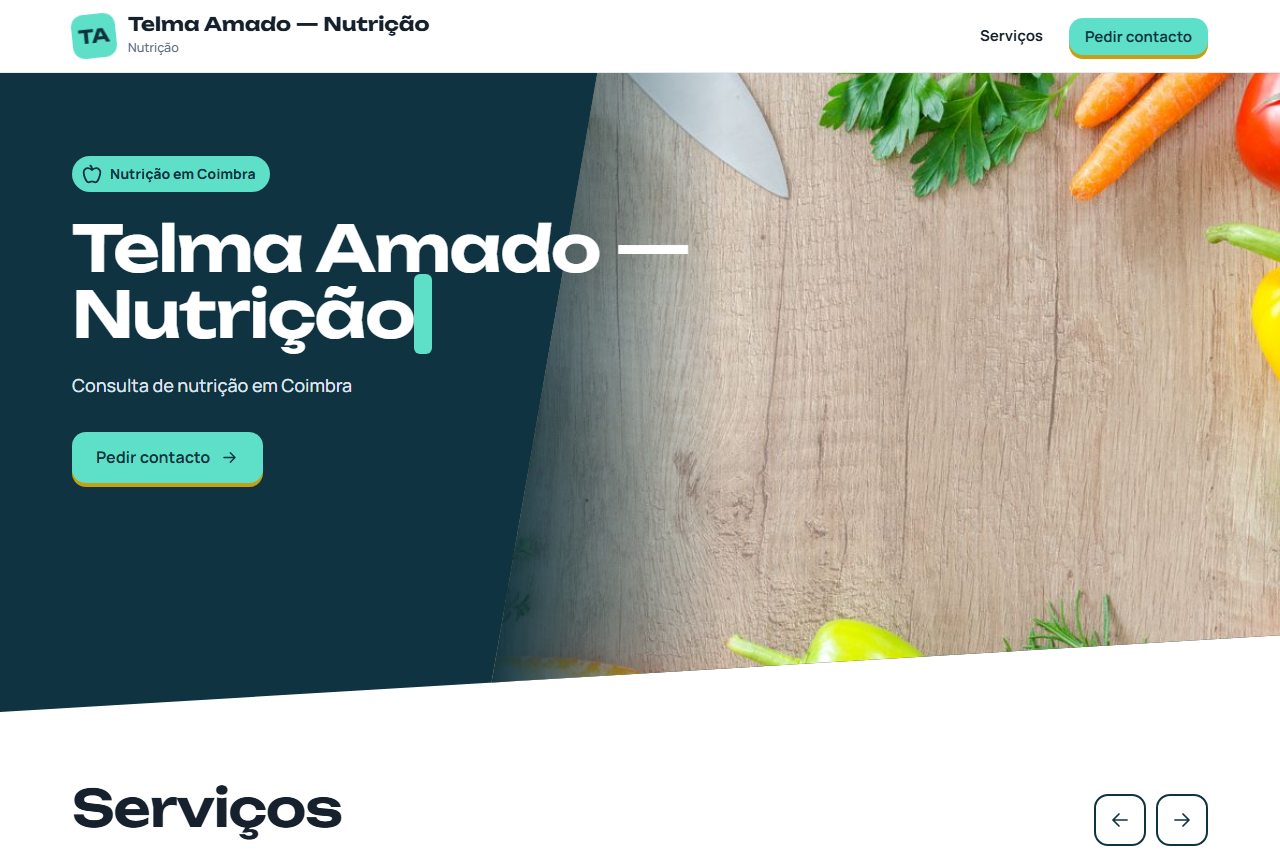 TA
Telma Amado — Nutrição
Nutrição
Serviços
Pedir contacto
Nutrição em Coimbra
Telma Amado —
Nutrição
Consulta de nutrição em Coimbra
Pedir contacto
Serviços